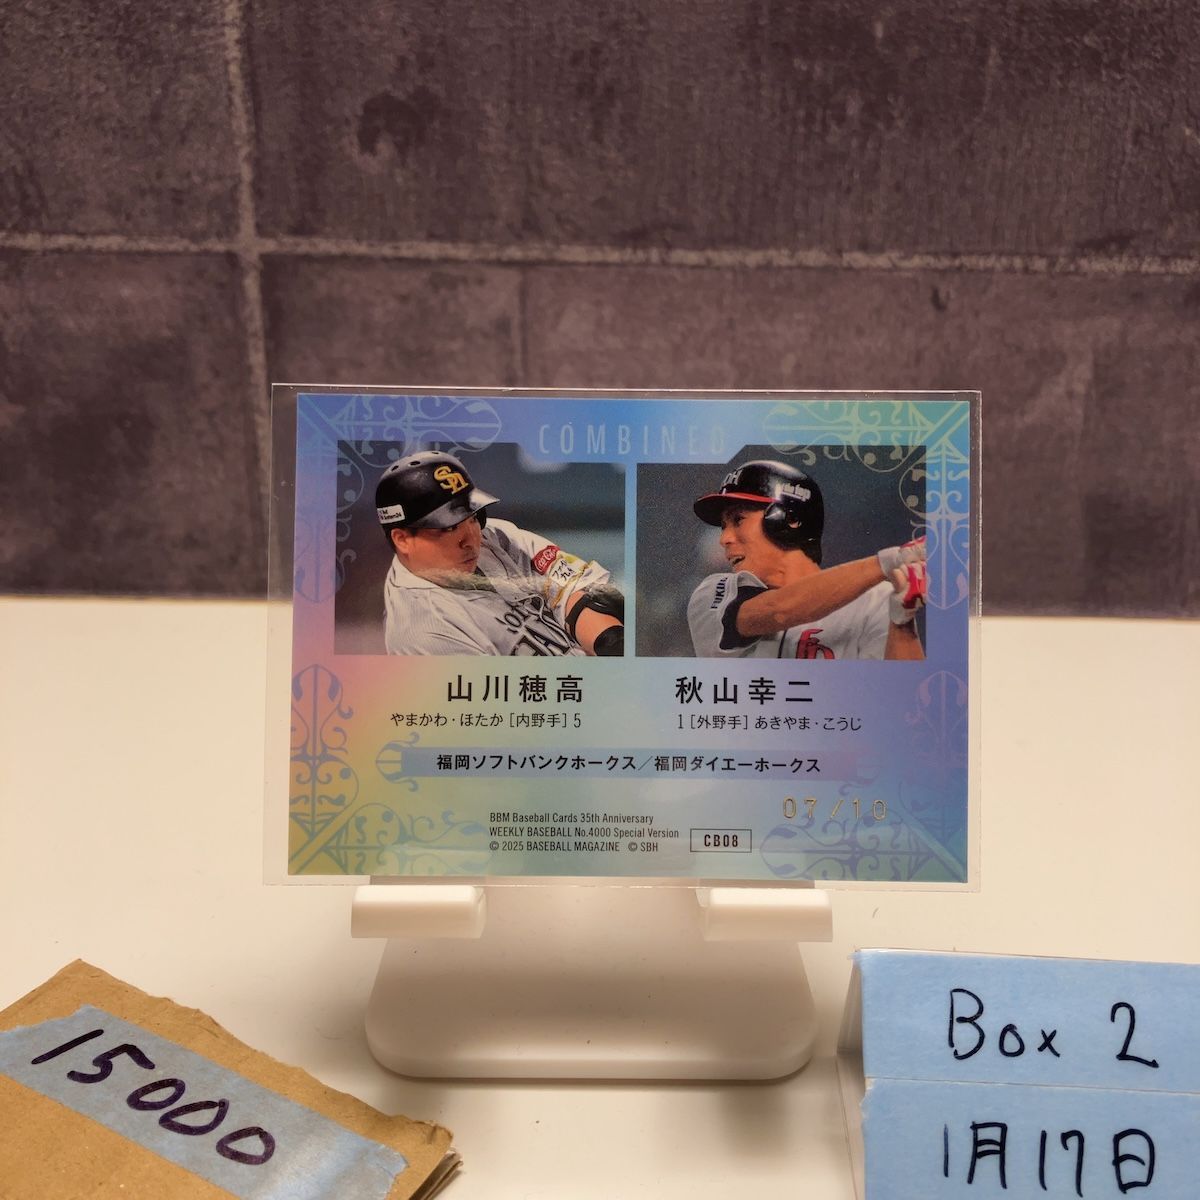 COMBINED
山川穂高
やまかわ・ほたか [内野手] 5
秋山幸二
1 [外野手] あきやま・こうじ
福岡ソフトバンクホークス／福岡ダイエーホークス
07/10
BBM Baseball Cards 35th Anniversary
WEEKLY BASEBALL No.4000 Special Version
© 2025 BASEBALL MAGAZINE © SBH
CB08
15000
Box 2
1月17日